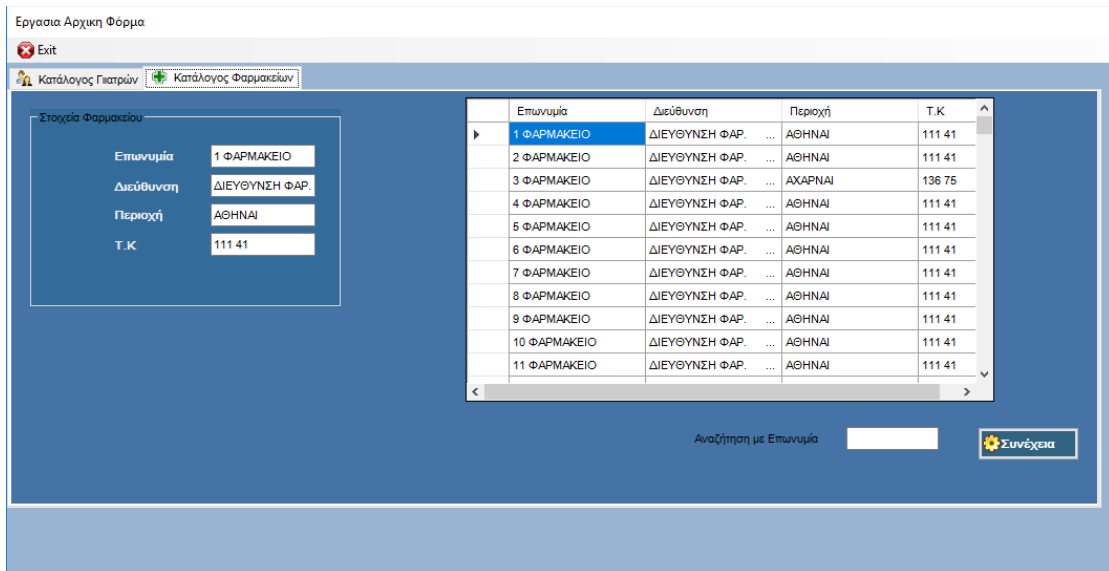 Εργασια Αρχικη Φόρμα
Exit
Κατάλογος Γιατρών Κατάλογος Φαρμακείων
Στοιχεία Φαρμακείου
Επωνυμία 1 ΦΑΡΜΑΚΕΙΟ
Διεύθυνση ΔΙΕΥΘΥΝΣΗ ΦΑΡ.
Περιοχή ΑΘΗΝΑΙ
Τ.Κ 111 41
Επωνυμία Διεύθυνση Περιοχή Τ.Κ
1 ΦΑΡΜΑΚΕΙΟ ΔΙΕΥΘΥΝΣΗ ΦΑΡ. ... ΑΘΗΝΑΙ 111 41
2 ΦΑΡΜΑΚΕΙΟ ΔΙΕΥΘΥΝΣΗ ΦΑΡ. ... ΑΘΗΝΑΙ 111 41
3 ΦΑΡΜΑΚΕΙΟ ΔΙΕΥΘΥΝΣΗ ΦΑΡ. ... ΑΧΑΡΝΑΙ 136 75
4 ΦΑΡΜΑΚΕΙΟ ΔΙΕΥΘΥΝΣΗ ΦΑΡ. ... ΑΘΗΝΑΙ 111 41
5 ΦΑΡΜΑΚΕΙΟ ΔΙΕΥΘΥΝΣΗ ΦΑΡ. ... ΑΘΗΝΑΙ 111 41
6 ΦΑΡΜΑΚΕΙΟ ΔΙΕΥΘΥΝΣΗ ΦΑΡ. ... ΑΘΗΝΑΙ 111 41
7 ΦΑΡΜΑΚΕΙΟ ΔΙΕΥΘΥΝΣΗ ΦΑΡ. ... ΑΘΗΝΑΙ 111 41
8 ΦΑΡΜΑΚΕΙΟ ΔΙΕΥΘΥΝΣΗ ΦΑΡ. ... ΑΘΗΝΑΙ 111 41
9 ΦΑΡΜΑΚΕΙΟ ΔΙΕΥΘΥΝΣΗ ΦΑΡ. ... ΑΘΗΝΑΙ 111 41
10 ΦΑΡΜΑΚΕΙΟ ΔΙΕΥΘΥΝΣΗ ΦΑΡ. ... ΑΘΗΝΑΙ 111 41
11 ΦΑΡΜΑΚΕΙΟ ΔΙΕΥΘΥΝΣΗ ΦΑΡ. ... ΑΘΗΝΑΙ 111 41
Αναζήτηση με Επωνυμία Συνέχεια